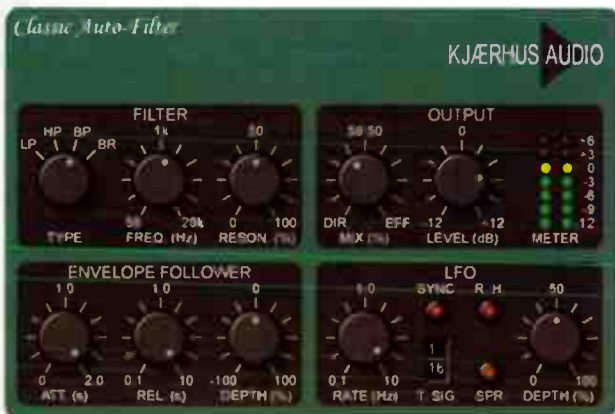 Classic Auto-Filter
KJÆRHUS AUDIO
FILTER
LP HP BP BR
TYPE
1k
50 20k
FREQ. (Hz)
50
0 100
RESON. (%)
OUTPUT
50 50
DIR EFF
MIX (%)
0
-12 +12
LEVEL (dB)
+6
+3
0
-3
-6
-9
-12
METER
ENVELOPE FOLLOWER
1.0
0 2.0
ATT. (s)
1.0
0.1 10
REL. (s)
0
-100 100
DEPTH (%)
LFO
0.1 10
RATE (Hz)
SYNC
1
16
T SIG
SPR
50
0 100
DEPTH (%)